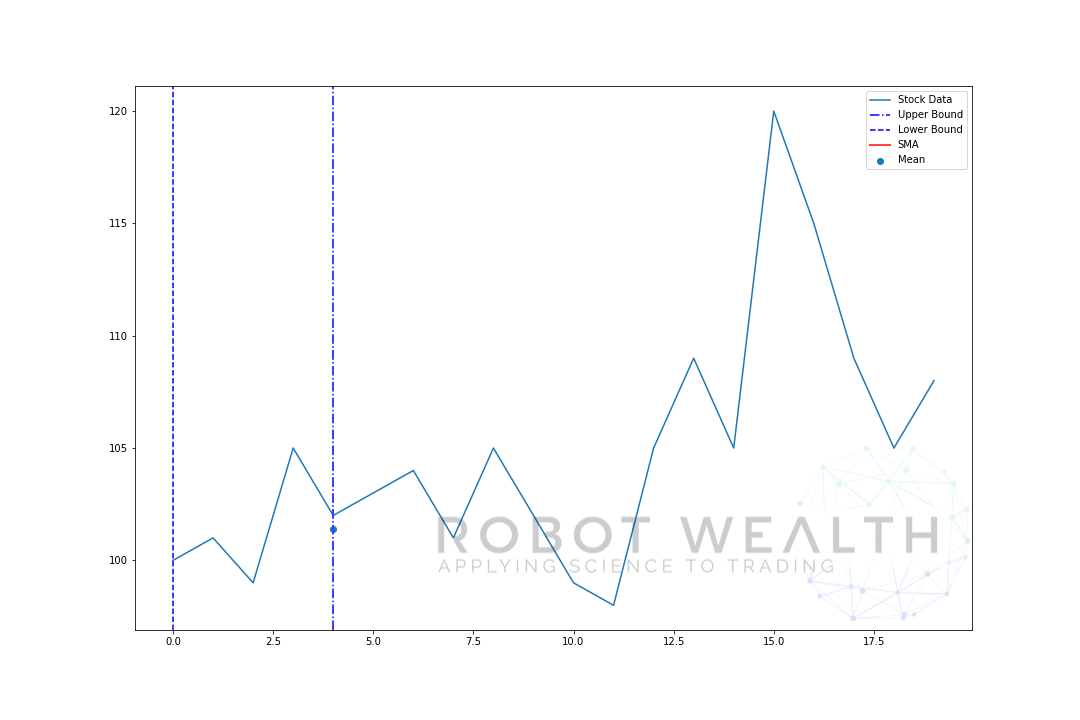 120
115
110
105
100
0.0 2.5 5.0 7.5 10.0 12.5 15.0 17.5
Stock Data
Upper Bound
Lower Bound
SMA
Mean
ROBOT WEALTH
APPLYING SCIENCE TO TRADING